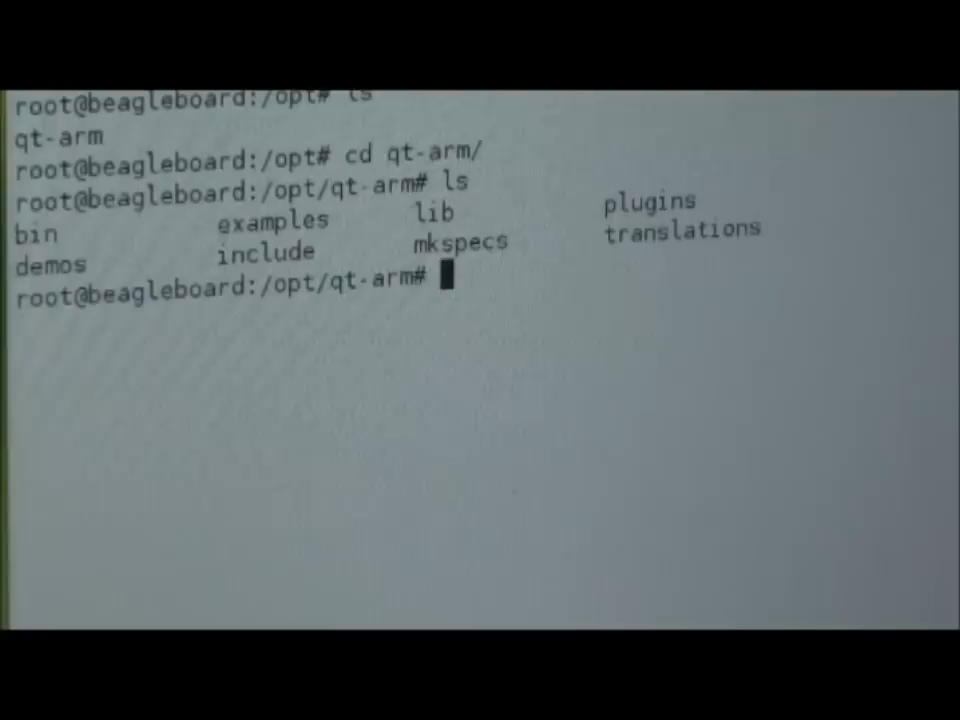 root@beagleboard:/opt# ls
qt-arm
root@beagleboard:/opt# cd qt-arm/
root@beagleboard:/opt/qt-arm# ls
bin examples lib plugins
demos include mkspecs translations
root@beagleboard:/opt/qt-arm#